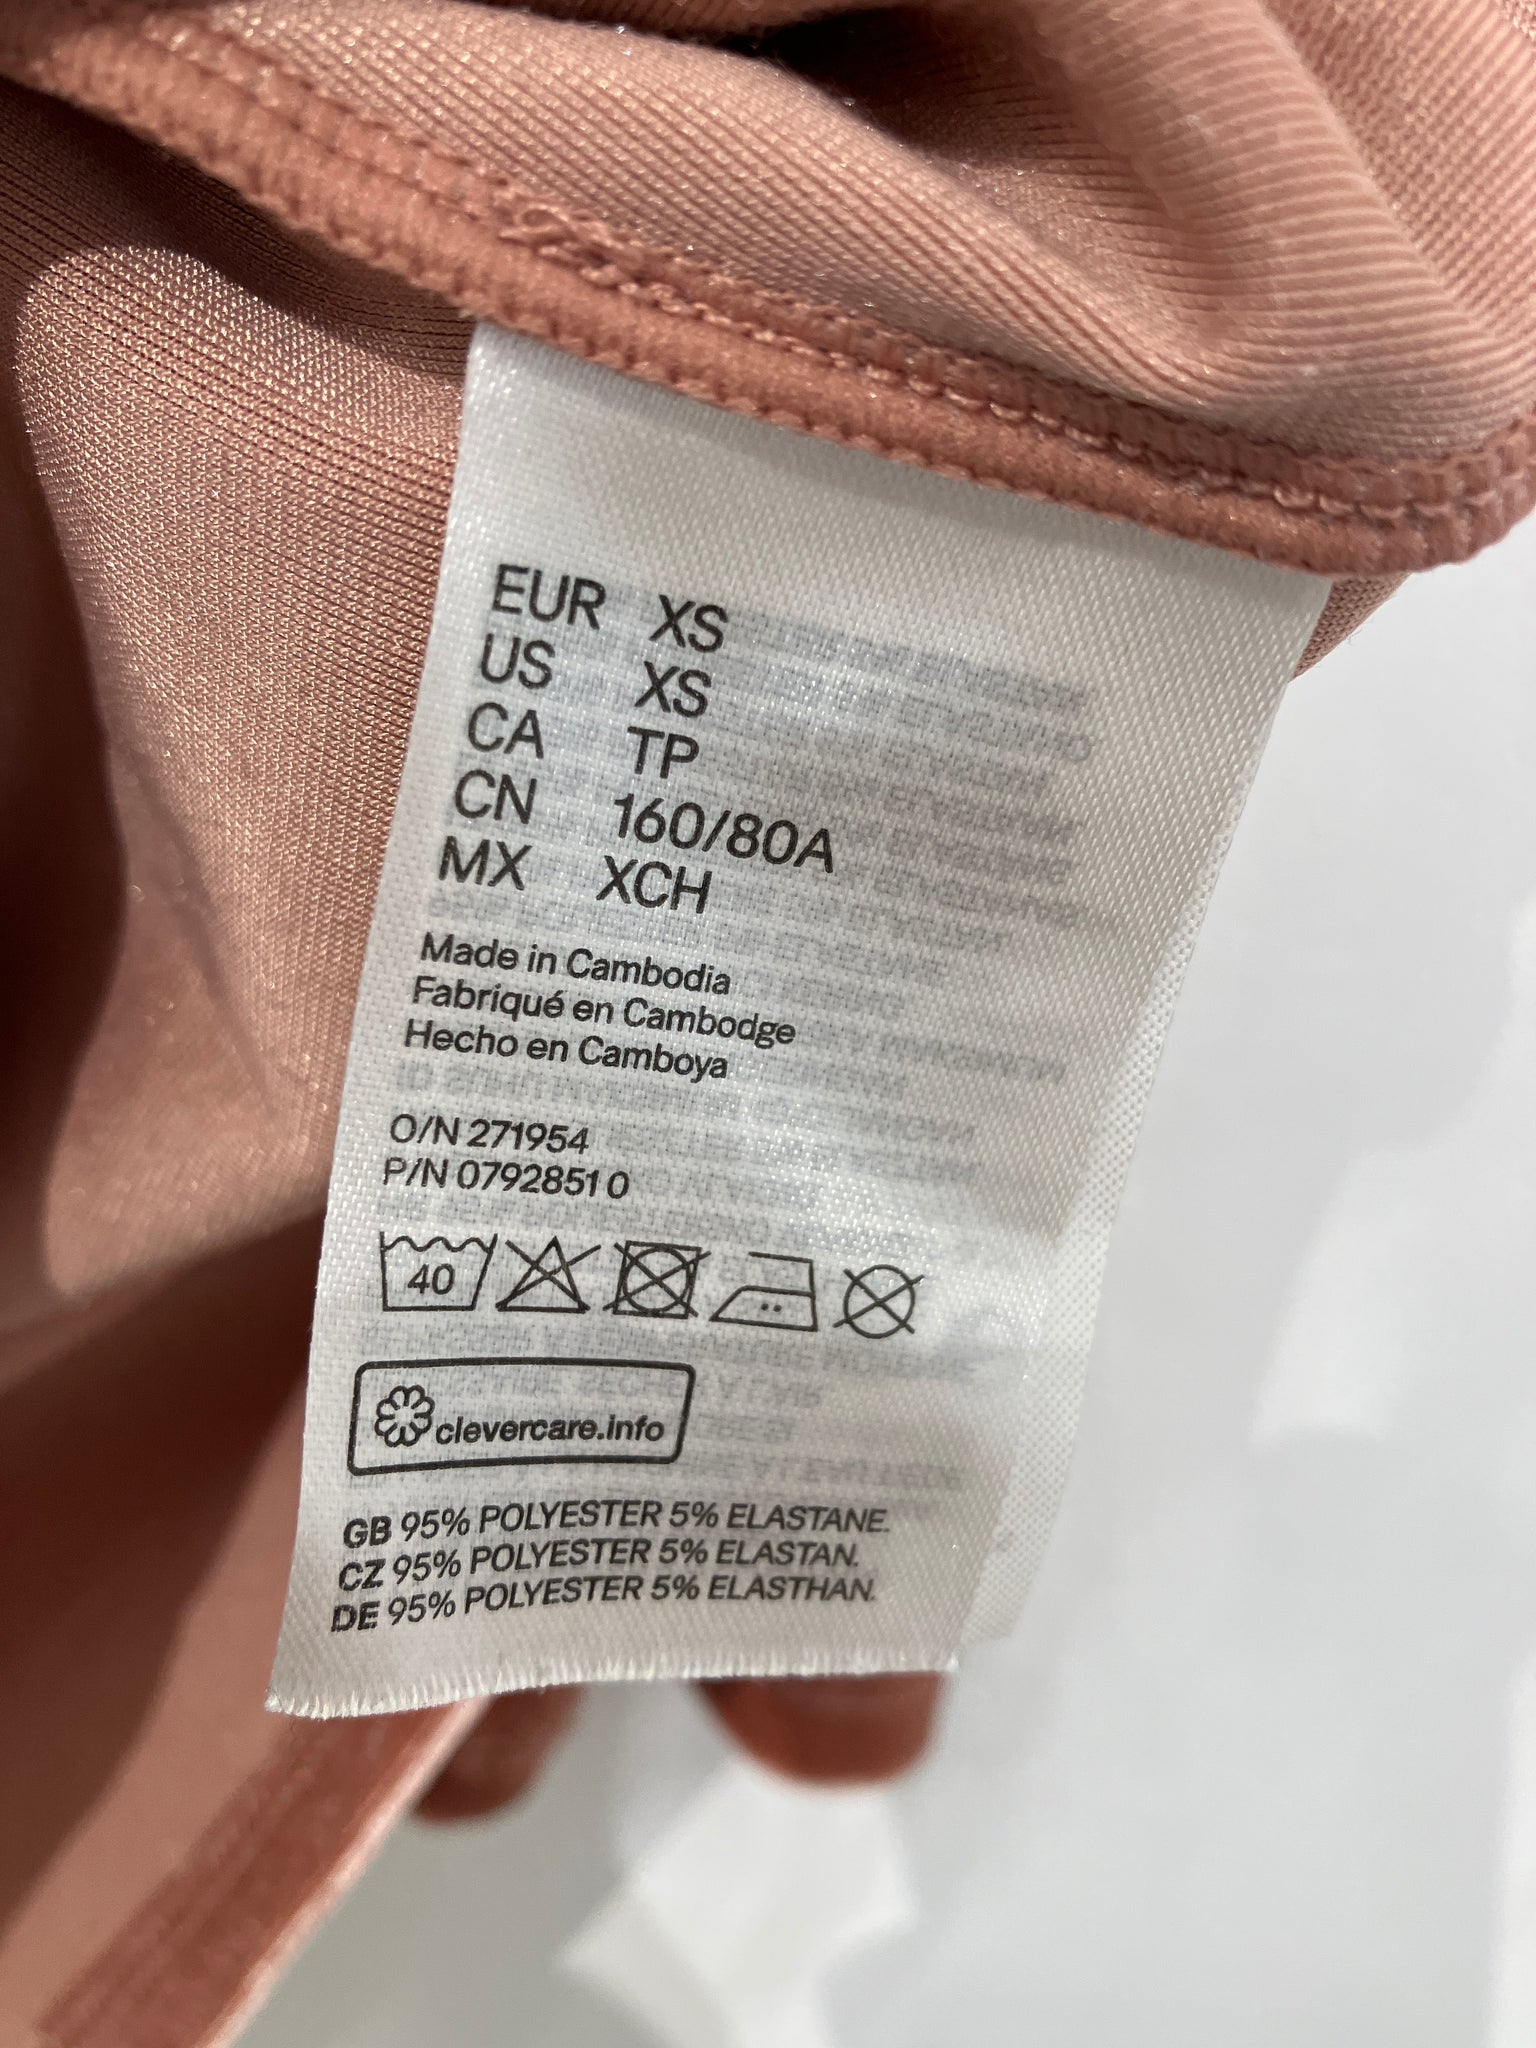 EUR XS
US XS
CA TP
CN 160/80A
MX XCH
Made in Cambodia
Fabriqué en Cambodge
Hecho en Camboya
O/N 271954
P/N 0792851 0
40
clevercare.info
GB 95% POLYESTER 5% ELASTANE.
CZ 95% POLYESTER 5% ELASTAN.
DE 95% POLYESTER 5% ELASTHAN.